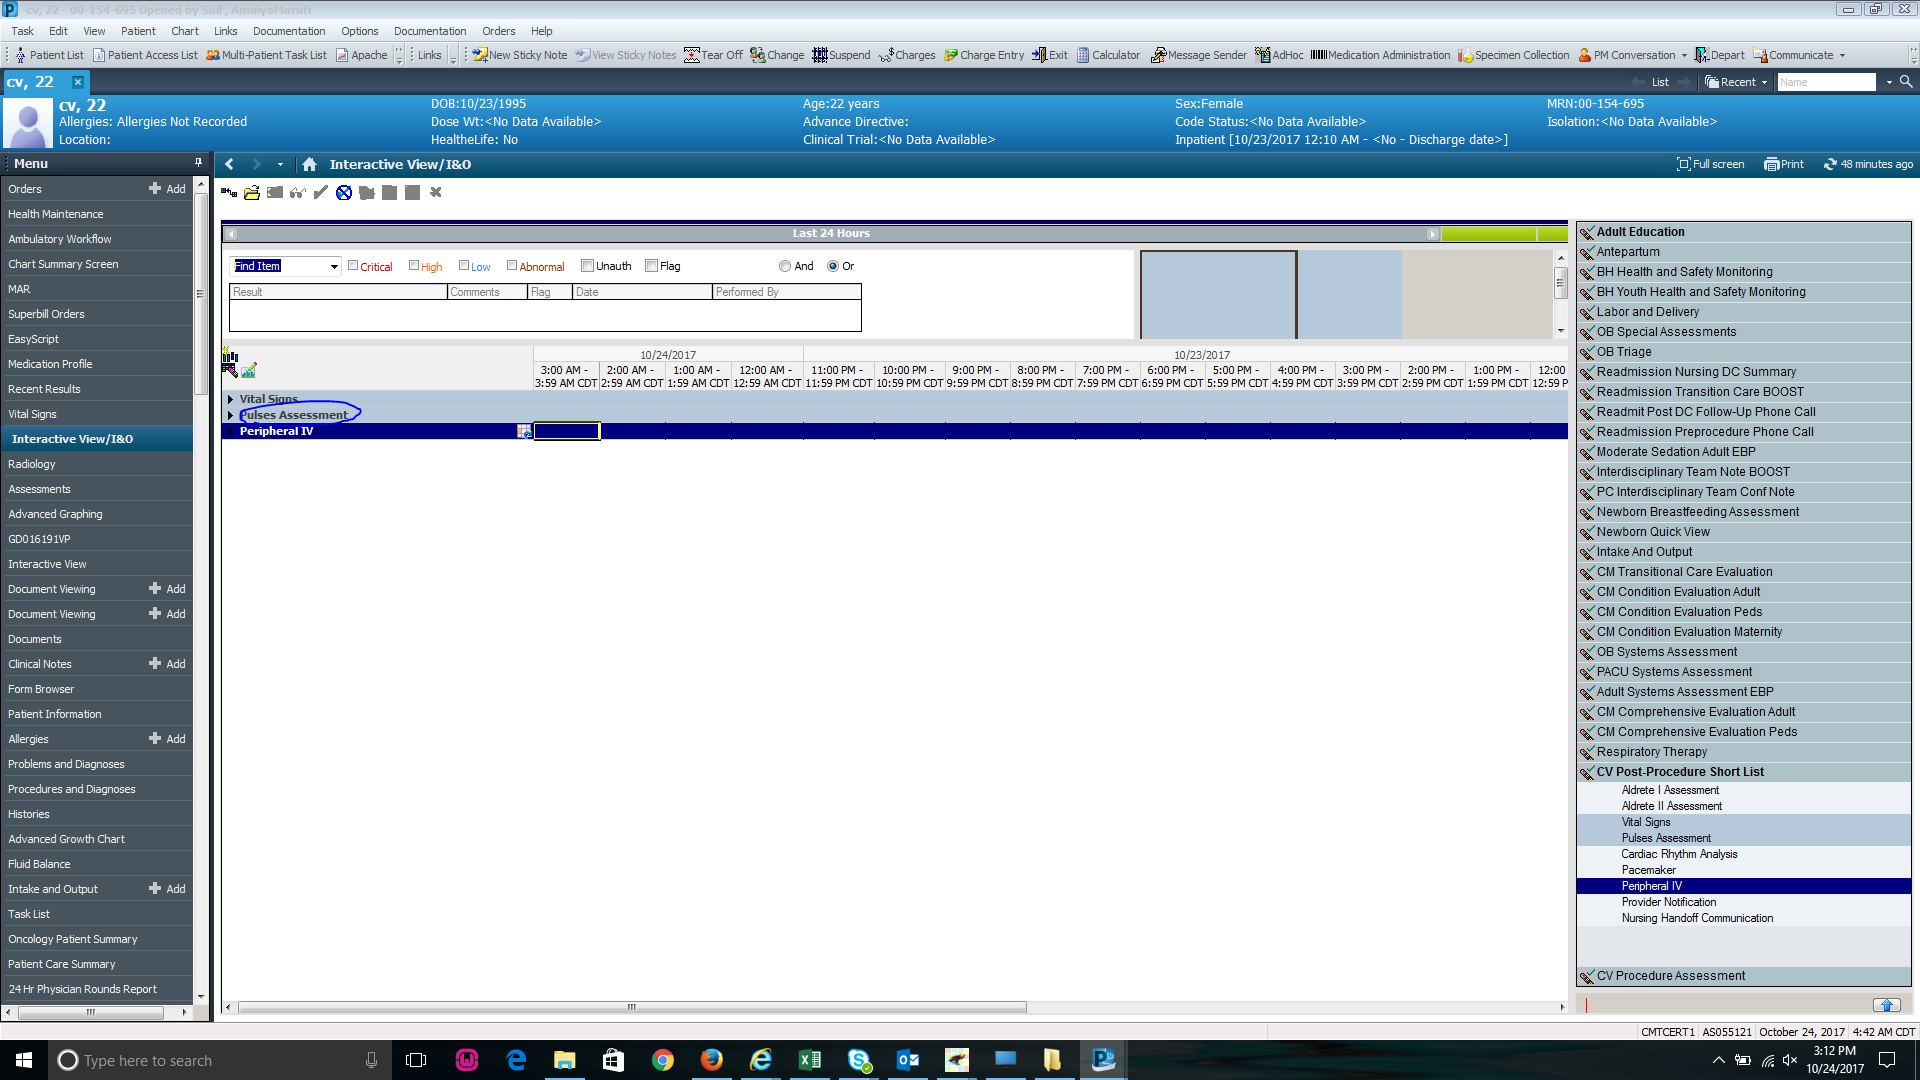 cv, 22 - 00-154-695 Opened by Sail , AmulyaMaruti
Task Edit View Patient Chart Links Documentation Options Documentation Orders Help
Patient List Patient Access List Multi-Patient Task List Apache Links New Sticky Note View Sticky Notes Tear Off Change Suspend Charges Charge Entry Exit Calculator Message Sender AdHoc Medication Administration Specimen Collection PM Conversation Depart Communicate
cv, 22 List Recent Name
cv, 22 DOB:10/23/1995 Age:22 years Sex:Female MRN:00-154-695
Allergies: Allergies Not Recorded Dose Wt:<No Data Available> Advance Directive: Code Status:<No Data Available> Isolation:<No Data Available>
Location: HealtheLife: No Clinical Trial:<No Data Available> Inpatient [10/23/2017 12:10 AM - <No - Discharge date>]
Menu
Interactive View/I&O Full screen Print 48 minutes ago
Orders Add
Health Maintenance
Ambulatory Workflow
Chart Summary Screen
MAR
Superbill Orders
EasyScript
Medication Profile
Recent Results
Vital Signs
Interactive View/I&O
Radiology
Assessments
Advanced Graphing
GD016191VP
Interactive View
Document Viewing Add
Document Viewing Add
Documents
Clinical Notes Add
Form Browser
Patient Information
Allergies Add
Problems and Diagnoses
Procedures and Diagnoses
Histories
Advanced Growth Chart
Fluid Balance
Intake and Output Add
Task List
Oncology Patient Summary
Patient Care Summary
24 Hr Physician Rounds Report
Last 24 Hours
Find Item Critical High Low Abnormal Unauth Flag And Or
Result Comments Flag Date Performed By
10/24/2017 10/23/2017
3:00 AM - 2:00 AM - 1:00 AM - 12:00 AM - 11:00 PM - 10:00 PM - 9:00 PM - 8:00 PM - 7:00 PM - 6:00 PM - 5:00 PM - 4:00 PM - 3:00 PM - 2:00 PM - 1:00 PM - 12:00
3:59 AM CDT 2:59 AM CDT 1:59 AM CDT 12:59 AM CDT 11:59 PM CDT 10:59 PM CDT 9:59 PM CDT 8:59 PM CDT 7:59 PM CDT 6:59 PM CDT 5:59 PM CDT 4:59 PM CDT 3:59 PM CDT 2:59 PM CDT 1:59 PM CDT 12:59 P
Vital Signs
Pulses Assessment
Peripheral IV
Adult Education
Antepartum
BH Health and Safety Monitoring
BH Youth Health and Safety Monitoring
Labor and Delivery
OB Special Assessments
OB Triage
Readmission Nursing DC Summary
Readmission Transition Care BOOST
Readmit Post DC Follow-Up Phone Call
Readmission Preprocedure Phone Call
Moderate Sedation Adult EBP
Interdisciplinary Team Note BOOST
PC Interdisciplinary Team Conf Note
Newborn Breastfeeding Assessment
Newborn Quick View
Intake And Output
CM Transitional Care Evaluation
CM Condition Evaluation Adult
CM Condition Evaluation Peds
CM Condition Evaluation Maternity
OB Systems Assessment
PACU Systems Assessment
Adult Systems Assessment EBP
CM Comprehensive Evaluation Adult
CM Comprehensive Evaluation Peds
Respiratory Therapy
CV Post-Procedure Short List
Aldrete I Assessment
Aldrete II Assessment
Vital Signs
Pulses Assessment
Cardiac Rhythm Analysis
Pacemaker
Peripheral IV
Provider Notification
Nursing Handoff Communication
CV Procedure Assessment
CMTCERT1 AS055121 October 24, 2017 4:42 AM CDT
Type here to search
3:12 PM
10/24/2017